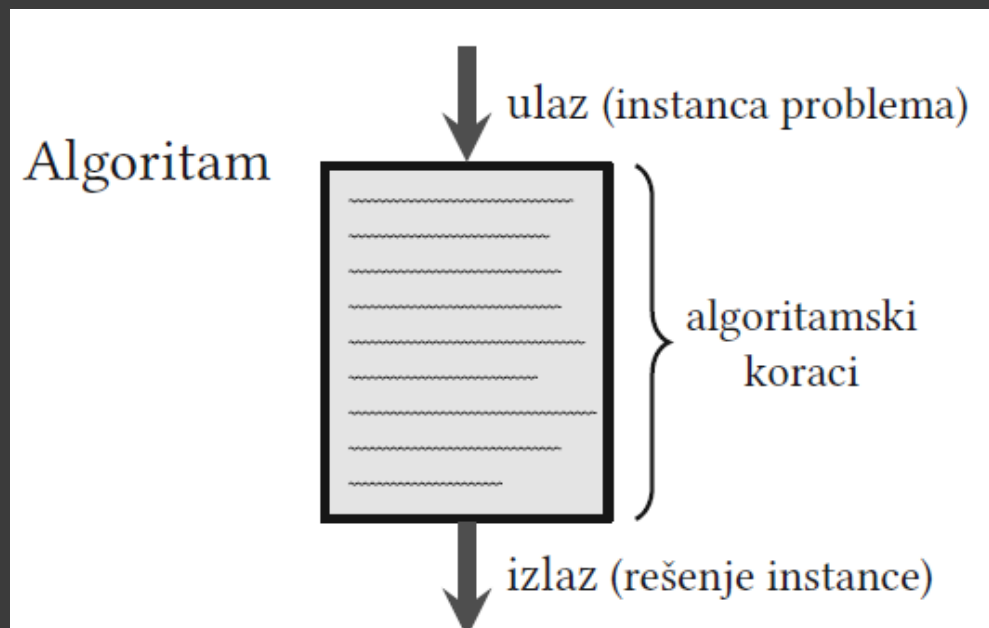 ulaz (instanca problema)
Algoritam
algoritamski
koraci
izlaz (rešenje instance)